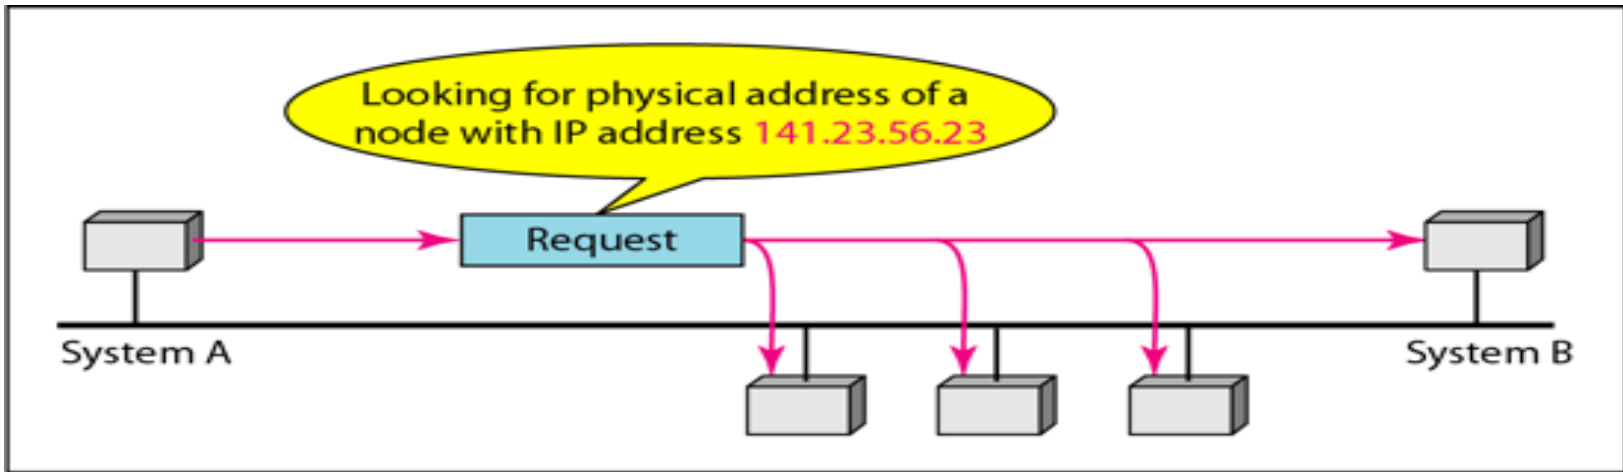 Looking for physical address of a
node with IP address 141.23.56.23
Request
System A
System B